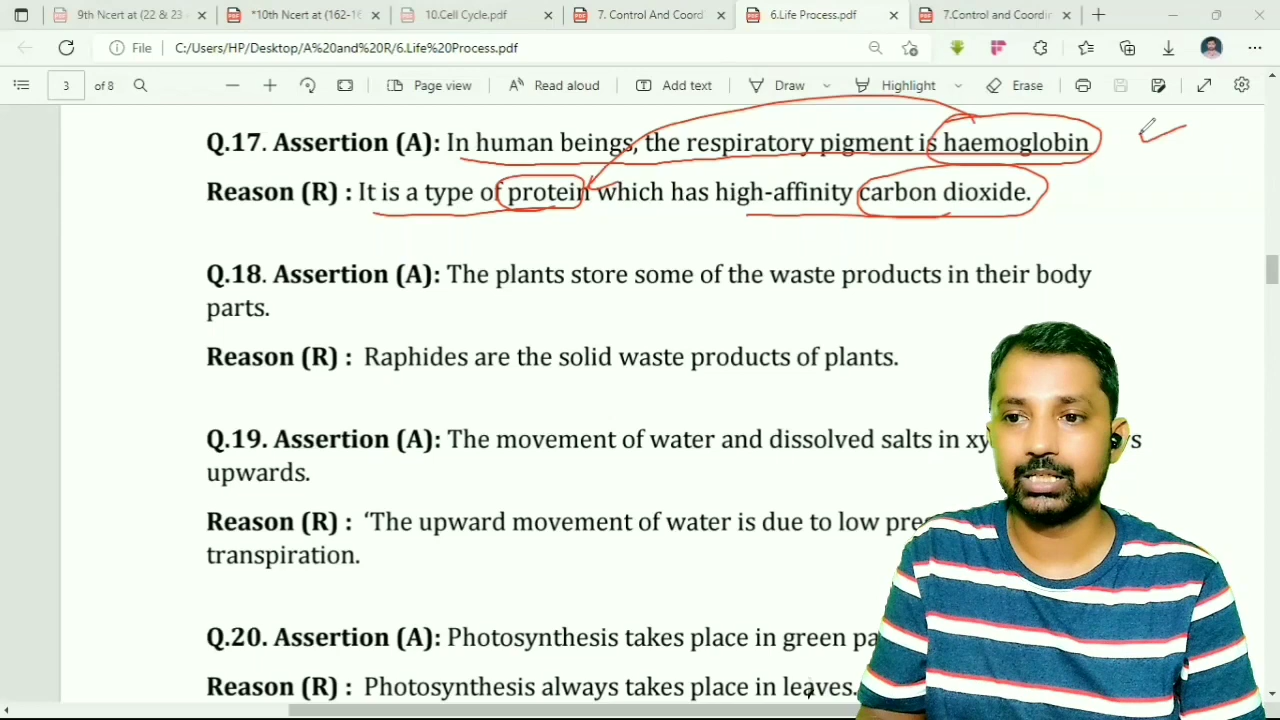 9th Ncert at (22 & 23
*10th Ncert at (162-16
10.Cell Cycle.pdf
7. Control And Coord
6.Life Process.pdf
7.Control and Coordin
File C:/Users/HP/Desktop/A%20and%20R/6.Life%20Process.pdf
3 of 8 Page view Read aloud Add text Draw Highlight Erase
Q.17. Assertion (A): In human beings, the respiratory pigment is haemoglobin
Reason (R) : It is a type of protein which has high-affinity carbon dioxide.
Q.18. Assertion (A): The plants store some of the waste products in their body
parts.
Reason (R) : Raphides are the solid waste products of plants.
Q.19. Assertion (A): The movement of water and dissolved salts in xy
upwards.
Reason (R) : ‘The upward movement of water is due to low pre
transpiration.
Q.20. Assertion (A): Photosynthesis takes place in green pa
Reason (R) : Photosynthesis always takes place in leaves.